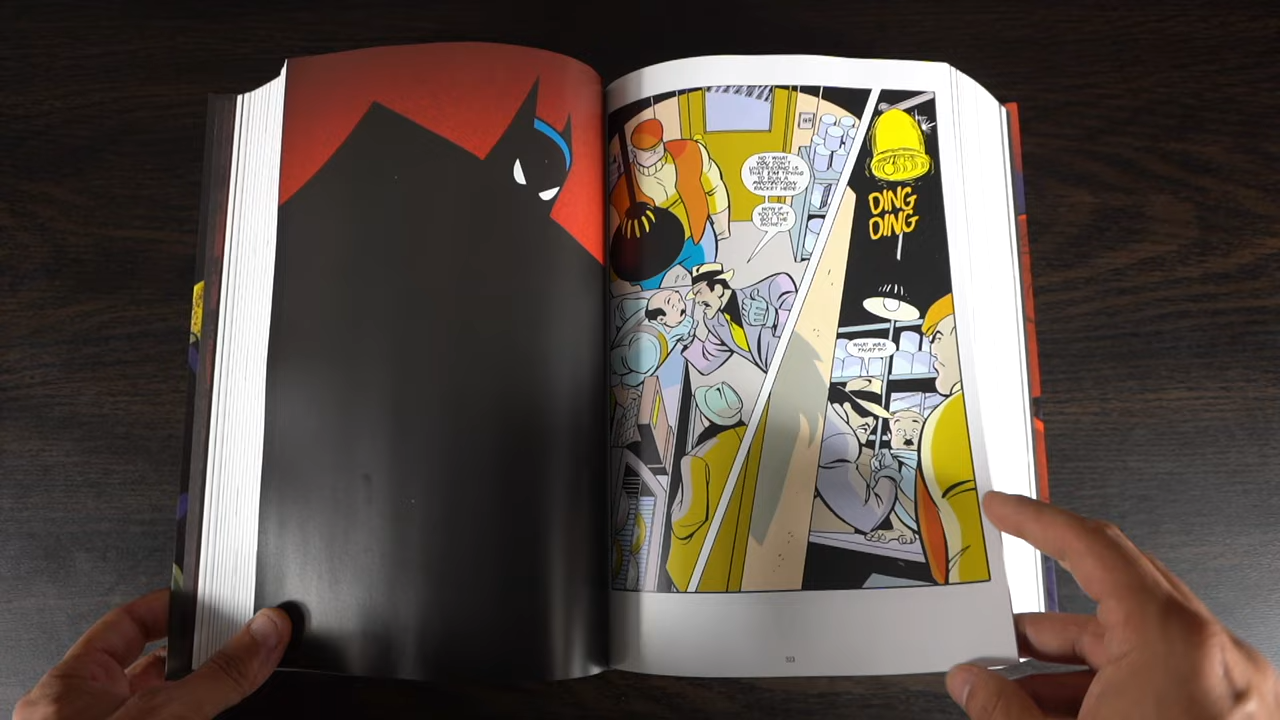 NO! WHAT
YOU DON'T
UNDERSTAND IS
THAT I'M TRYING
TO RUN A
PROTECTION
RACKET HERE!
NOW IF
YOU DON'T
GOT THE
MONEY--
DING
DING
WHAT WAS
THAT?!